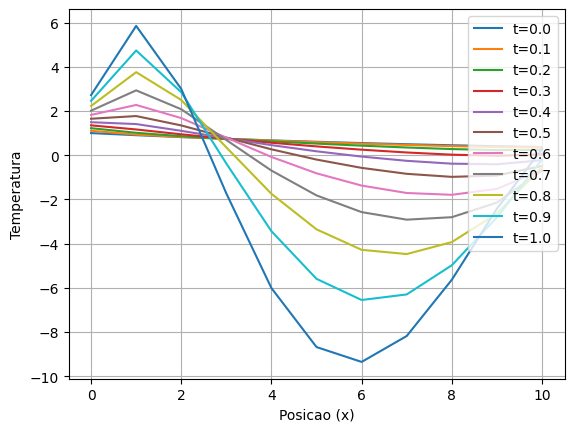 6
4
2
0
−2
−4
−6
−8
−10
0
2
4
6
8
10
Temperatura
Posicao (x)
t=0.0
t=0.1
t=0.2
t=0.3
t=0.4
t=0.5
t=0.6
t=0.7
t=0.8
t=0.9
t=1.0